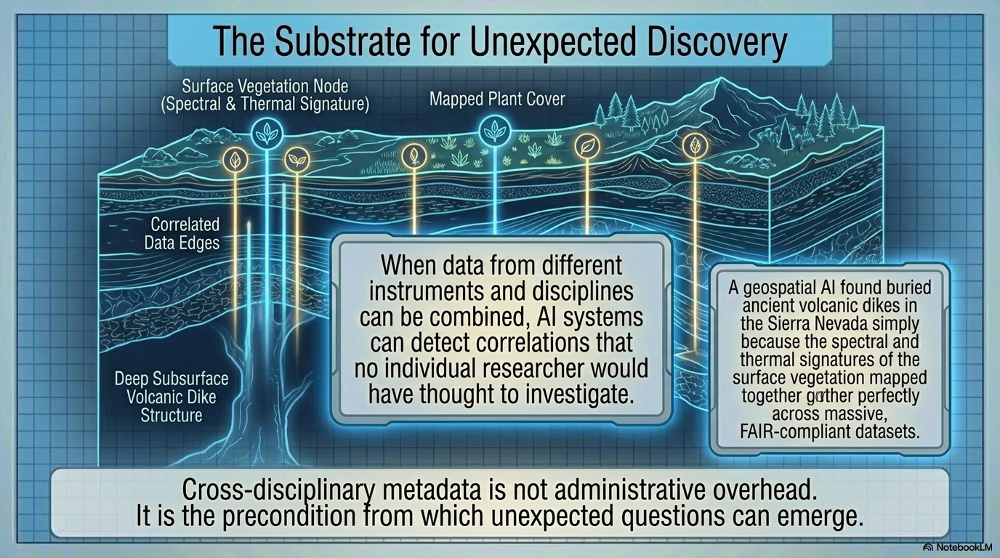 The Substrate for Unexpected Discovery
Surface Vegetation Node
(Spectral & Thermal Signature)
Mapped Plant Cover
Correlated
Data Edges
Deep Subsurface
Volcanic Dike
Structure
When data from different
instruments and disciplines
can be combined, AI systems
can detect correlations that
no individual researcher would
have thought to investigate.
A geospatial AI found buried
ancient volcanic dikes in
the Sierra Nevada simply
because the spectral and
thermal signatures of the
surface vegetation mapped
together perfectly
across massive,
FAIR-compliant datasets.
Cross-disciplinary metadata is not administrative overhead.
It is the precondition from which unexpected questions can emerge.
NotebookLM